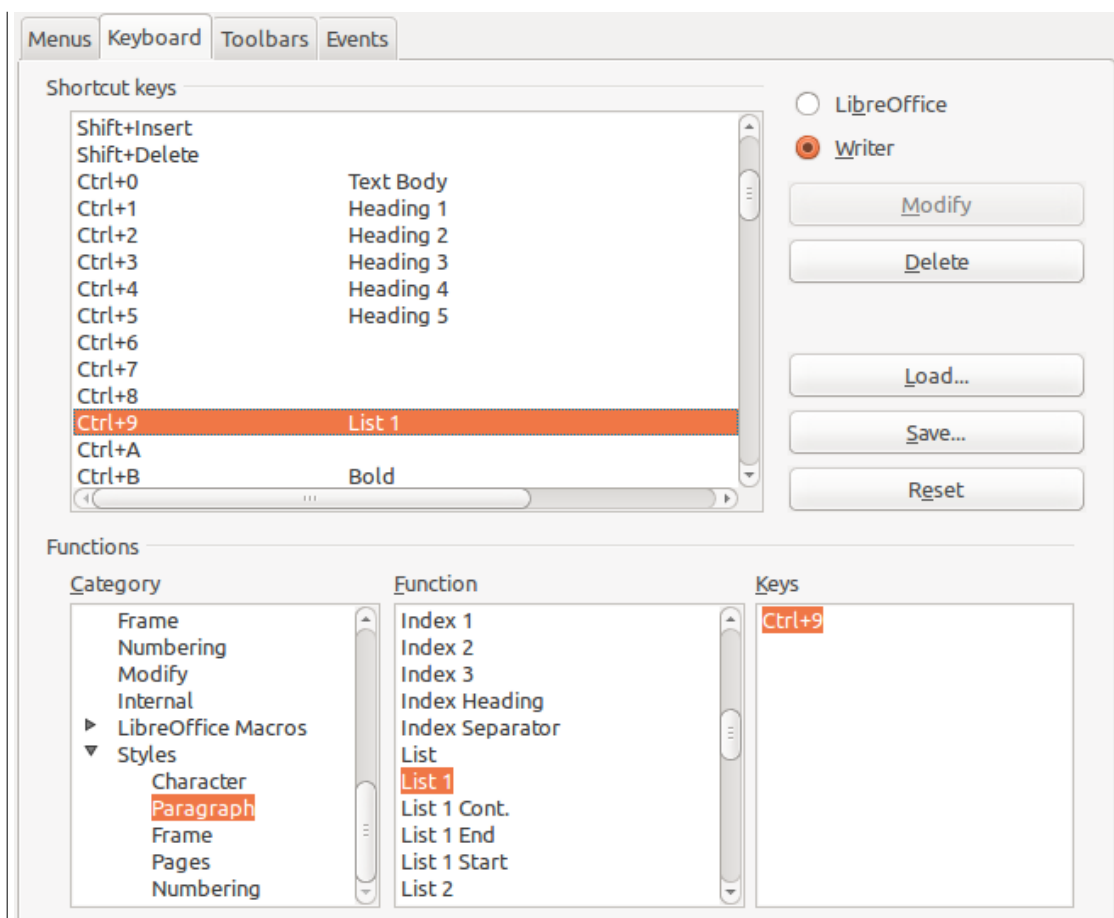 Menus Keyboard Toolbars Events
Shortcut keys
Shift+Insert
Shift+Delete
Ctrl+0 Text Body
Ctrl+1 Heading 1
Ctrl+2 Heading 2
Ctrl+3 Heading 3
Ctrl+4 Heading 4
Ctrl+5 Heading 5
Ctrl+6
Ctrl+7
Ctrl+8
Ctrl+9 List 1
Ctrl+A
Ctrl+B Bold
LibreOffice
Writer
Modify
Delete
Load...
Save...
Reset
Functions
Category
Frame
Numbering
Modify
Internal
LibreOffice Macros
Styles
Character
Paragraph
Frame
Pages
Numbering
Function
Index 1
Index 2
Index 3
Index Heading
Index Separator
List
List 1
List 1 Cont.
List 1 End
List 1 Start
List 2
Keys
Ctrl+9